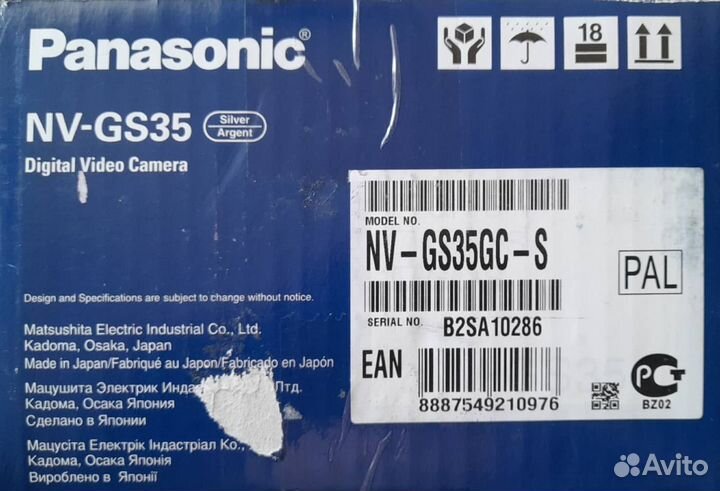 Panasonic®
18
NV-GS35 Silver
Argent
Digital Video Camera
MODEL NO.
NV-GS35GC-S
PAL
SERIAL NO. B2SA10286
EAN
8887549210976
РСТ
BZ02
Design and Specifications are subject to change without notice.
Matsushita Electric Industrial Co., Ltd.
Kadoma, Osaka, Japan
Made in Japan/Fabriqué au Japon/Fabricado en Japón
Мацушита Электрик Лтд.
Кадома, Осака Япония
Сделано в Японии
Мацусіта Електрік Індастріал Ко.,
Кадома, Осака Японія
Вироблено в Японії
Avito